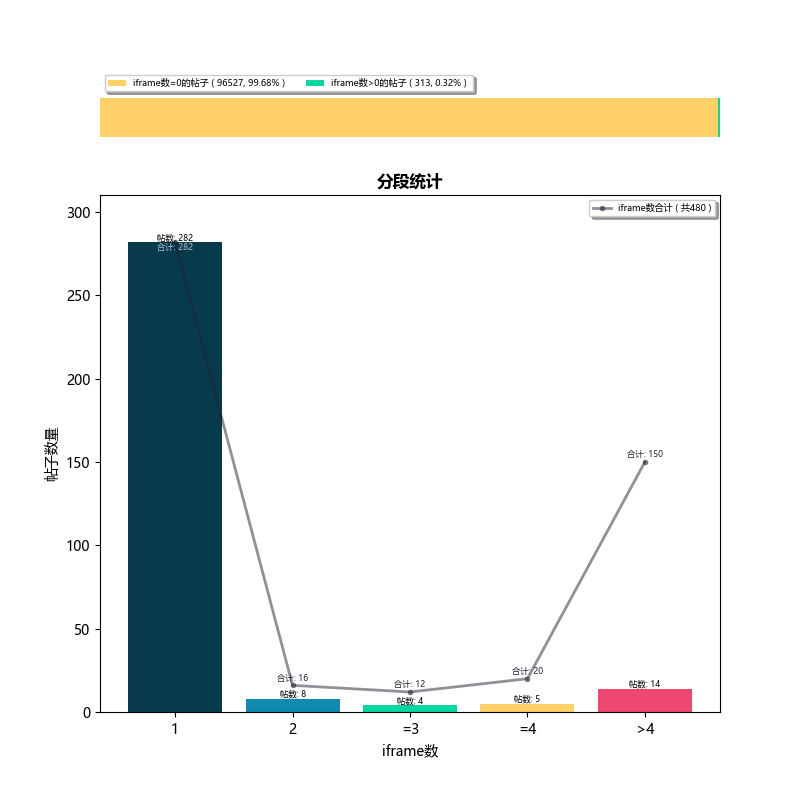 iframe数=0的帖子 ( 96527, 99.68% ) iframe数>0的帖子 ( 313, 0.32% )
分段统计
iframe数合计 ( 共480 )
帖子数量
300
250
200
150
100
50
0
帖数: 282
合计: 282
合计: 16
帖数: 8
合计: 12
帖数: 4
合计: 20
帖数: 5
合计: 150
帖数: 14
1 2 =3 =4 >4
iframe数